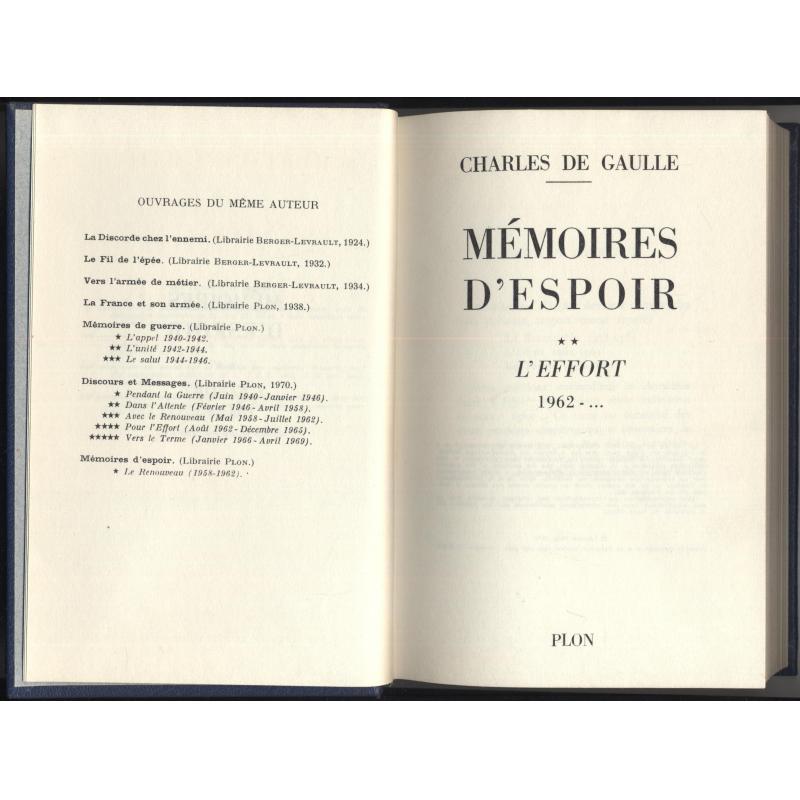 OUVRAGES DU MÊME AUTEUR
La Discorde chez l'ennemi. (Librairie BERGER-LEVRAULT, 1924.)
Le Fil de l'épée. (Librairie BERGER-LEVRAULT, 1932.)
Vers l'armée de métier. (Librairie BERGER-LEVRAULT, 1934.)
La France et son armée. (Librairie PLON, 1938.)
Mémoires de guerre. (Librairie PLON.)
★ L'appel 1940-1942.
★★ L'unité 1942-1944.
★★★ Le salut 1944-1946.
Discours et Messages. (Librairie PLON, 1970.)
★ Pendant la Guerre (Juin 1940-Janvier 1946).
★★ Dans l'Attente (Février 1946-Avril 1958).
★★★ Avec le Renouveau (Mai 1958-Juillet 1962).
★★★★ Pour l'Effort (Août 1962-Décembre 1965).
★★★★★ Vers le Terme (Janvier 1966-Avril 1969).
Mémoires d'espoir. (Librairie PLON.)
★ Le Renouveau (1958-1962).
CHARLES DE GAULLE
MÉMOIRES
D'ESPOIR
★★
L'EFFORT
1962-...
PLON